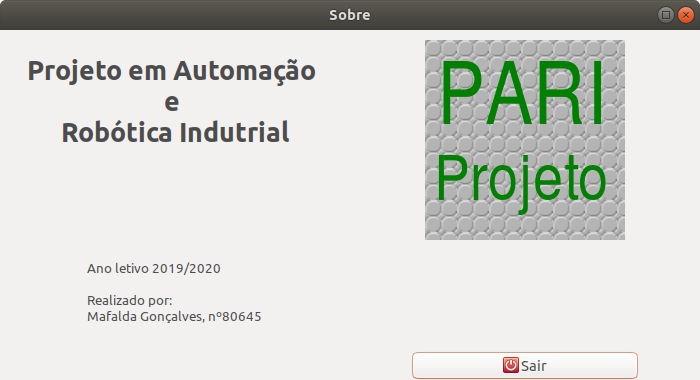 Sobre
Projeto em Automação
e
Robótica Indutrial
PARI
Projeto
Ano letivo 2019/2020
Realizado por:
Mafalda Gonçalves, nº80645
Sair